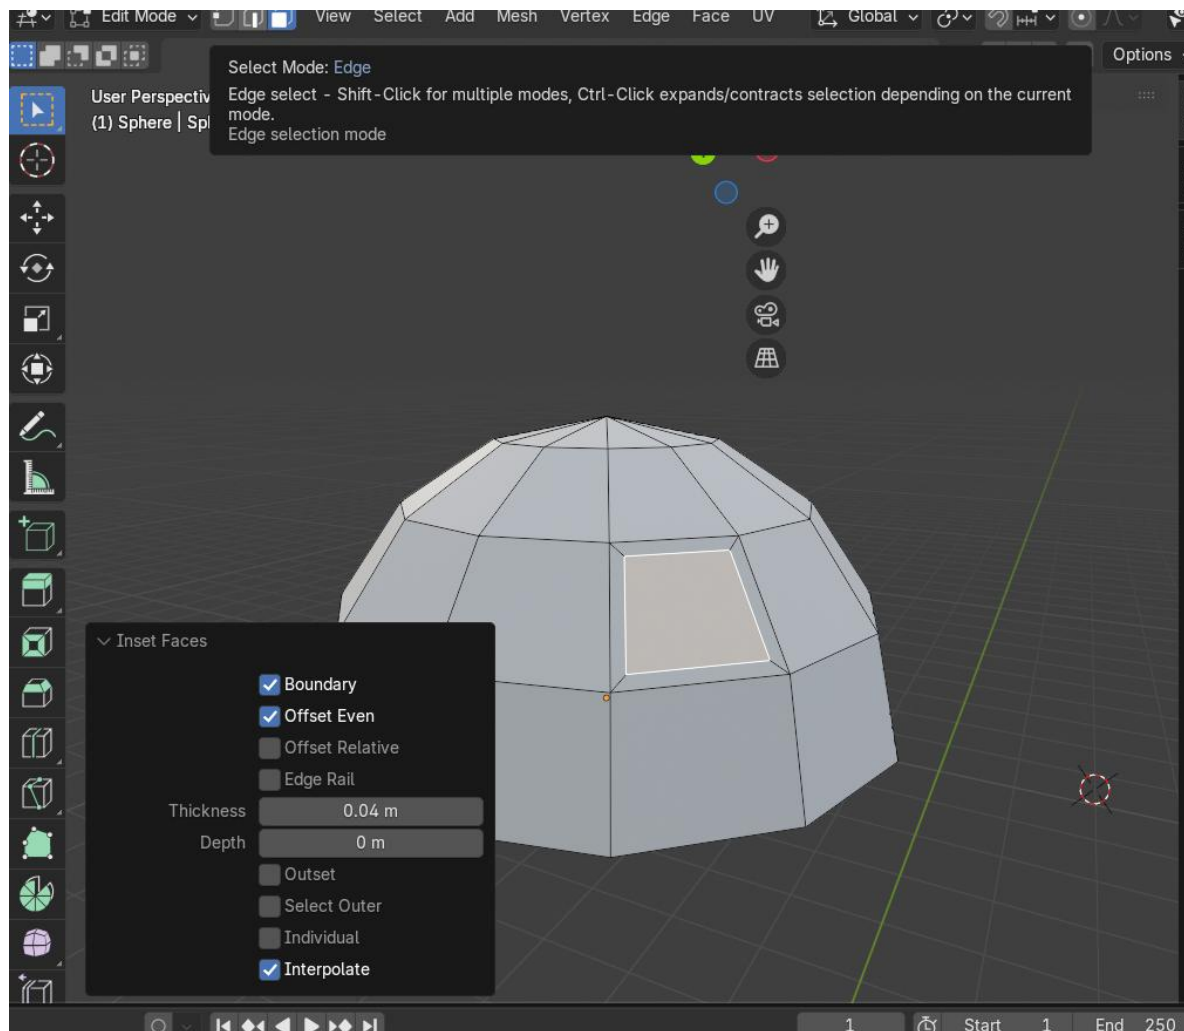 Edit Mode View Select Add Mesh Vertex Edge Face UV Global
Options
Select Mode: Edge
Edge select - Shift-Click for multiple modes, Ctrl-Click expands/contracts selection depending on the current
mode.
Edge selection mode
User Perspectiv
(1) Sphere | Sp
Inset Faces
Boundary
Offset Even
Offset Relative
Edge Rail
Thickness 0.04 m
Depth 0 m
Outset
Select Outer
Individual
Interpolate
1 Start 1 End 250